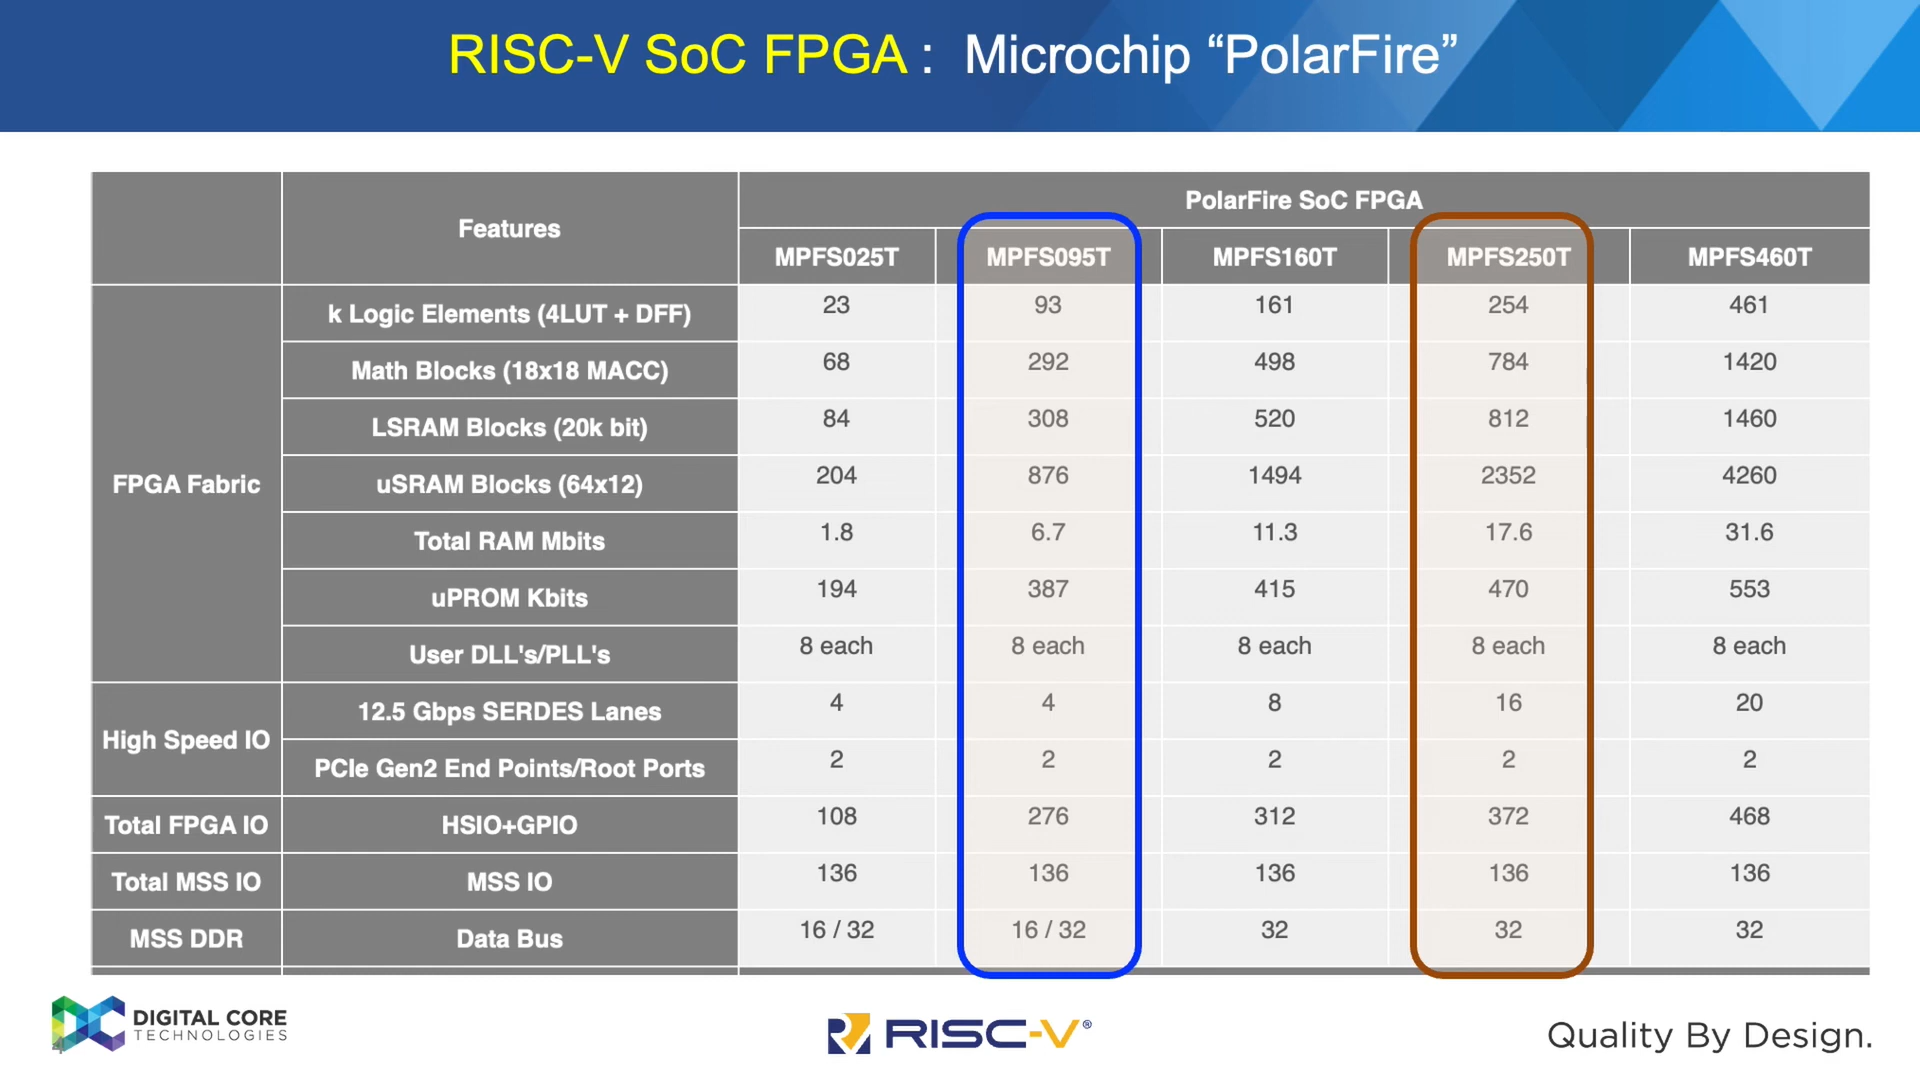 RISC-V SoC FPGA : Microchip “PolarFire”
Features
PolarFire SoC FPGA
MPFS025T MPFS095T MPFS160T MPFS250T MPFS460T
FPGA Fabric
k Logic Elements (4LUT + DFF) 23 93 161 254 461
Math Blocks (18x18 MACC) 68 292 498 784 1420
LSRAM Blocks (20k bit) 84 308 520 812 1460
uSRAM Blocks (64x12) 204 876 1494 2352 4260
Total RAM Mbits 1.8 6.7 11.3 17.6 31.6
uPROM Kbits 194 387 415 470 553
User DLL's/PLL's 8 each 8 each 8 each 8 each 8 each
High Speed IO
12.5 Gbps SERDES Lanes 4 4 8 16 20
PCIe Gen2 End Points/Root Ports 2 2 2 2 2
Total FPGA IO HSIO+GPIO 108 276 312 372 468
Total MSS IO MSS IO 136 136 136 136 136
MSS DDR Data Bus 16 / 32 16 / 32 32 32 32
DIGITAL CORE
TECHNOLOGIES
4
RISC-V®
Quality By Design.